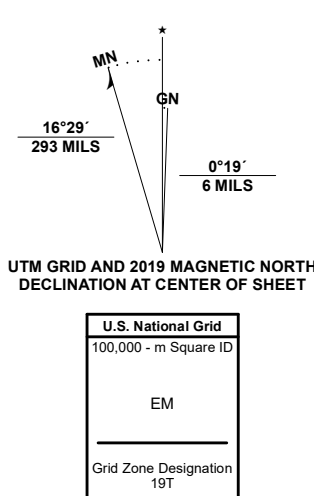 ★
MN
GN
16°29´
293 MILS
0°19´
6 MILS
UTM GRID AND 2019 MAGNETIC NORTH
DECLINATION AT CENTER OF SHEET
U.S. National Grid
100,000 - m Square ID
EM
Grid Zone Designation
19T